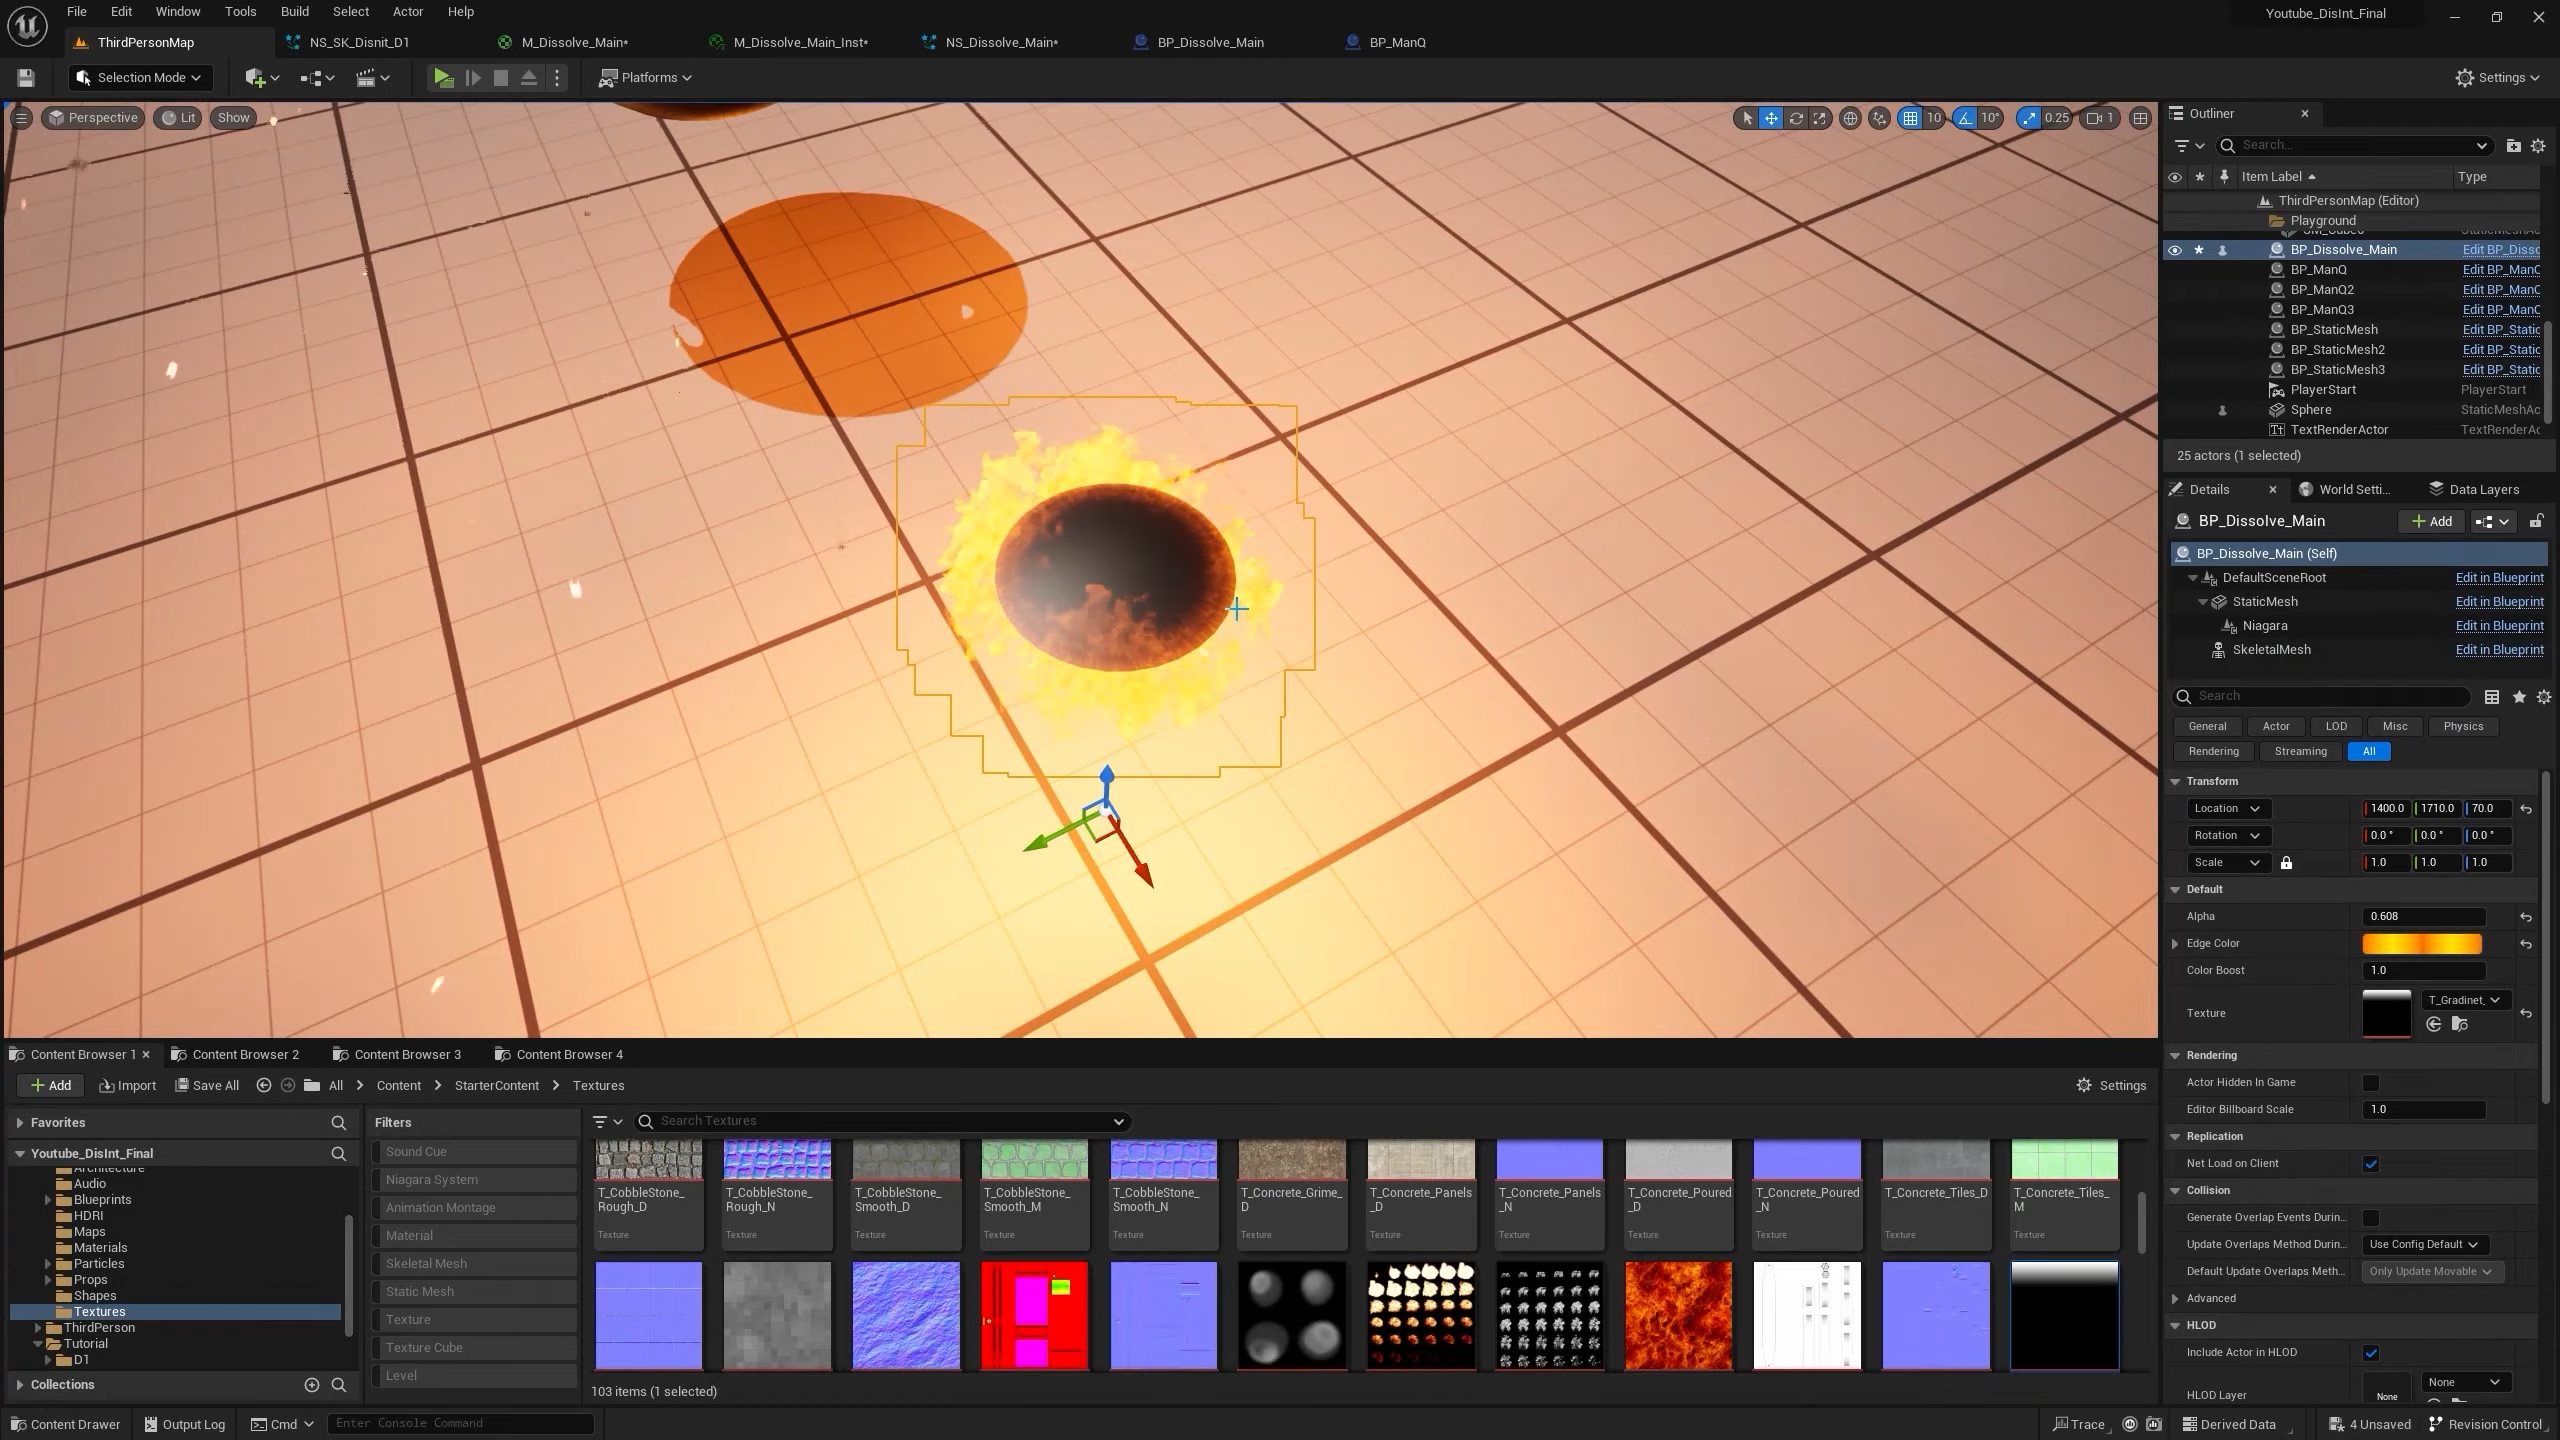 File Edit Window Tools Build Select Actor Help
Youtube_DisInt_Final
ThirdPersonMap NS_SK_Disnit_D1 M_Dissolve_Main* M_Dissolve_Main_Inst* NS_Dissolve_Main* BP_Dissolve_Main BP_ManQ
Selection Mode Platforms Settings
Perspective Lit Show 10 10° 0.25 1
Outliner
Search...
Item Label Type
ThirdPersonMap (Editor)
Playground
BP_Dissolve_Main Edit BP_Disso
BP_ManQ Edit BP_ManQ
BP_ManQ2 Edit BP_ManQ
BP_ManQ3 Edit BP_ManQ
BP_StaticMesh Edit BP_Static
BP_StaticMesh2 Edit BP_Static
BP_StaticMesh3 Edit BP_Static
PlayerStart PlayerStart
Sphere StaticMeshAc
TextRenderActor TextRenderAc
25 actors (1 selected)
Details World Setti... Data Layers
BP_Dissolve_Main Add
BP_Dissolve_Main (Self)
DefaultSceneRoot Edit in Blueprint
StaticMesh Edit in Blueprint
Niagara Edit in Blueprint
SkeletalMesh Edit in Blueprint
Search
General Actor LOD Misc Physics
Rendering Streaming All
Transform
Location 1400.0 1710.0 70.0
Rotation 0.0° 0.0° 0.0°
Scale 1.0 1.0 1.0
Default
Alpha 0.608
Edge Color
Color Boost 1.0
Texture T_Gradinet_
Rendering
Actor Hidden In Game
Editor Billboard Scale 1.0
Replication
Net Load on Client
Collision
Generate Overlap Events Durin...
Update Overlaps Method Durin... Use Config Default
Default Update Overlaps Meth... Only Update Movable
Advanced
HLOD
Include Actor in HLOD
HLOD Layer None None
Content Browser 1 Content Browser 2 Content Browser 3 Content Browser 4
Add Import Save All All Content StarterContent Textures Settings
Favorites
Youtube_DisInt_Final
Architecture
Audio
Blueprints
HDRI
Maps
Materials
Particles
Props
Shapes
Textures
ThirdPerson
Tutorial
D1
Collections
Filters
Sound Cue
Niagara System
Animation Montage
Material
Skeletal Mesh
Static Mesh
Texture
Texture Cube
Level
Search Textures
T_CobbleStone_Rough_D Texture
T_CobbleStone_Rough_N Texture
T_CobbleStone_Smooth_D Texture
T_CobbleStone_Smooth_M Texture
T_CobbleStone_Smooth_N Texture
T_Concrete_Grime_D Texture
T_Concrete_Panels_D Texture
T_Concrete_Panels_N Texture
T_Concrete_Poured_D Texture
T_Concrete_Poured_N Texture
T_Concrete_Tiles_D Texture
T_Concrete_Tiles_M Texture
103 items (1 selected)
Content Drawer Output Log Cmd Enter Console Command Trace Derived Data 4 Unsaved Revision Control